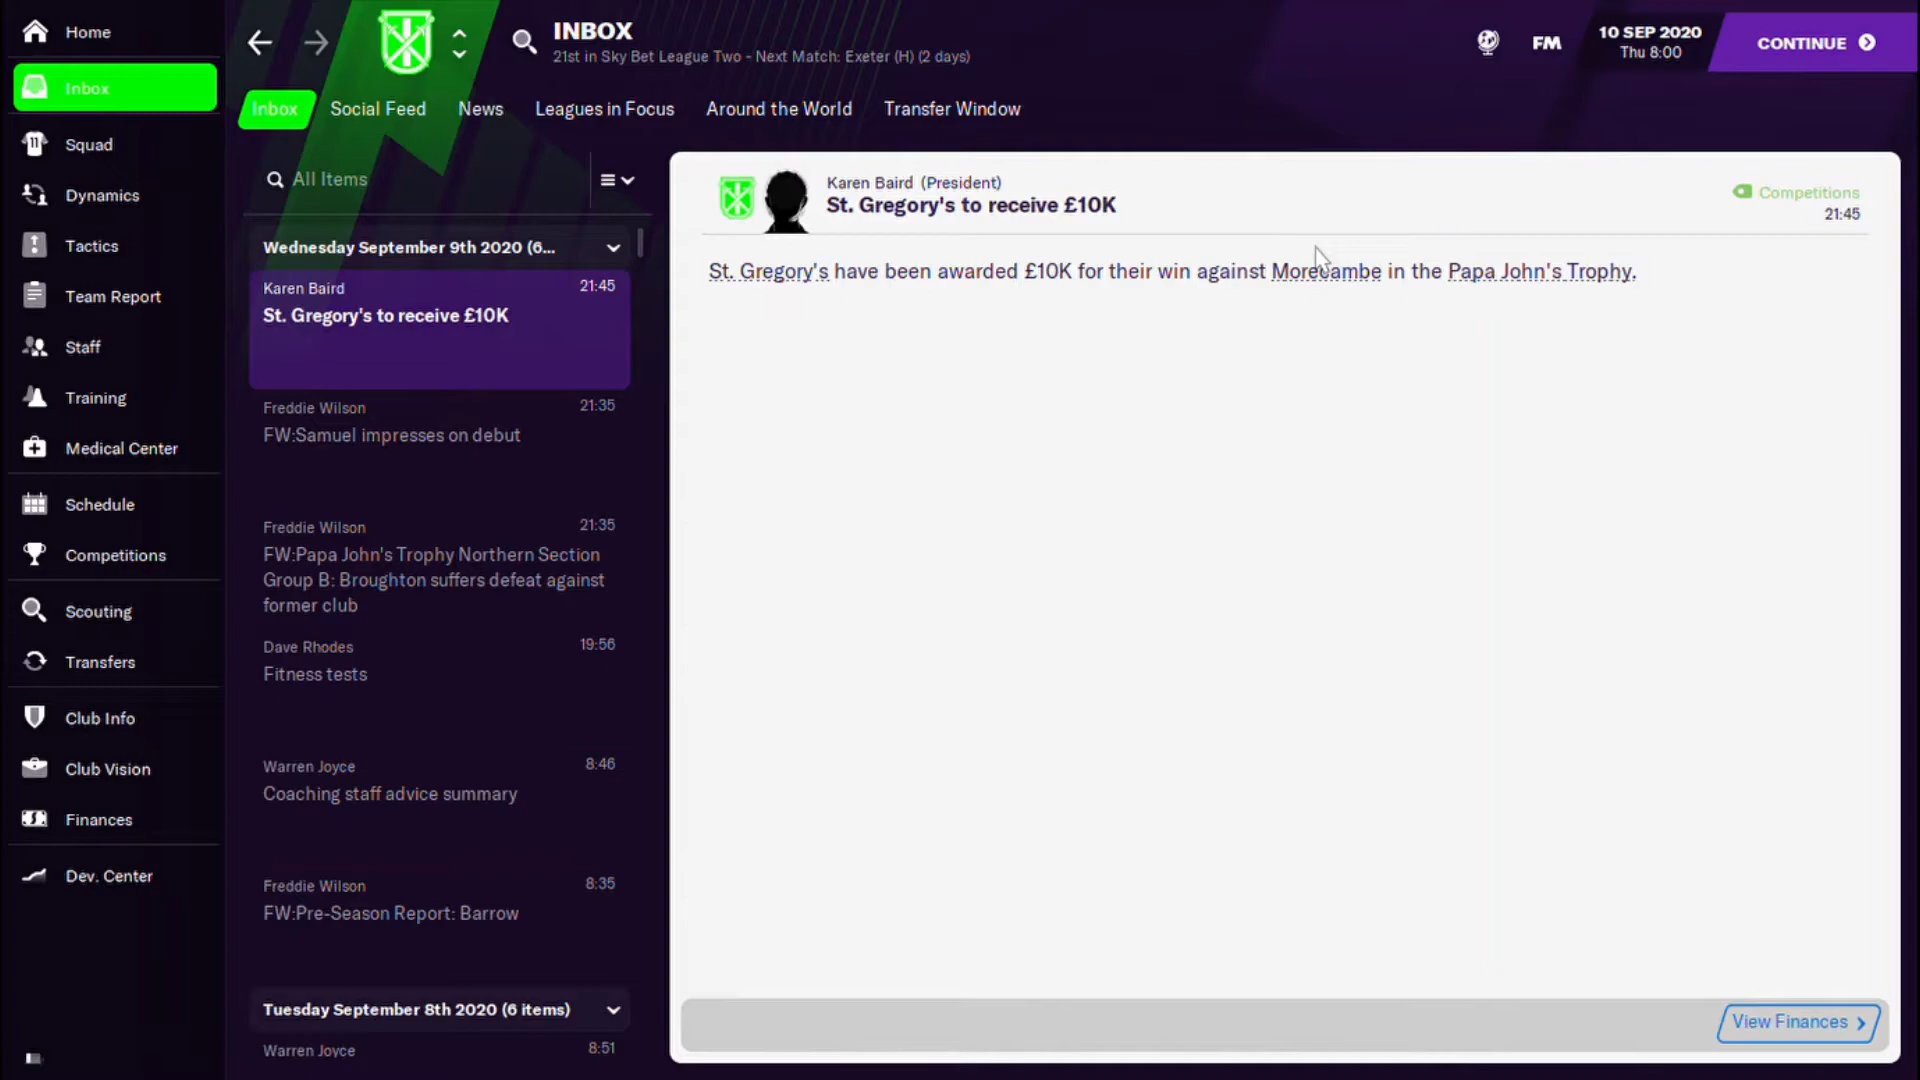 Home
Inbox
Squad
Dynamics
Tactics
Team Report
Staff
Training
Medical Center
Schedule
Competitions
Scouting
Transfers
Club Info
Club Vision
Finances
Dev. Center
INBOX
21st in Sky Bet League Two - Next Match: Exeter (H) (2 days)
FM
10 SEP 2020
Thu 8:00
CONTINUE
Inbox Social Feed News Leagues in Focus Around the World Transfer Window
All Items
Wednesday September 9th 2020 (6...
Karen Baird 21:45
St. Gregory's to receive £10K
Freddie Wilson 21:35
FW:Samuel impresses on debut
Freddie Wilson 21:35
FW:Papa John's Trophy Northern Section
Group B: Broughton suffers defeat against
former club
Dave Rhodes 19:56
Fitness tests
Warren Joyce 8:46
Coaching staff advice summary
Freddie Wilson 8:35
FW:Pre-Season Report: Barrow
Tuesday September 8th 2020 (6 items)
Warren Joyce 8:51
Karen Baird (President)
St. Gregory's to receive £10K
Competitions
21:45
St. Gregory's have been awarded £10K for their win against Morecambe in the Papa John's Trophy.
View Finances